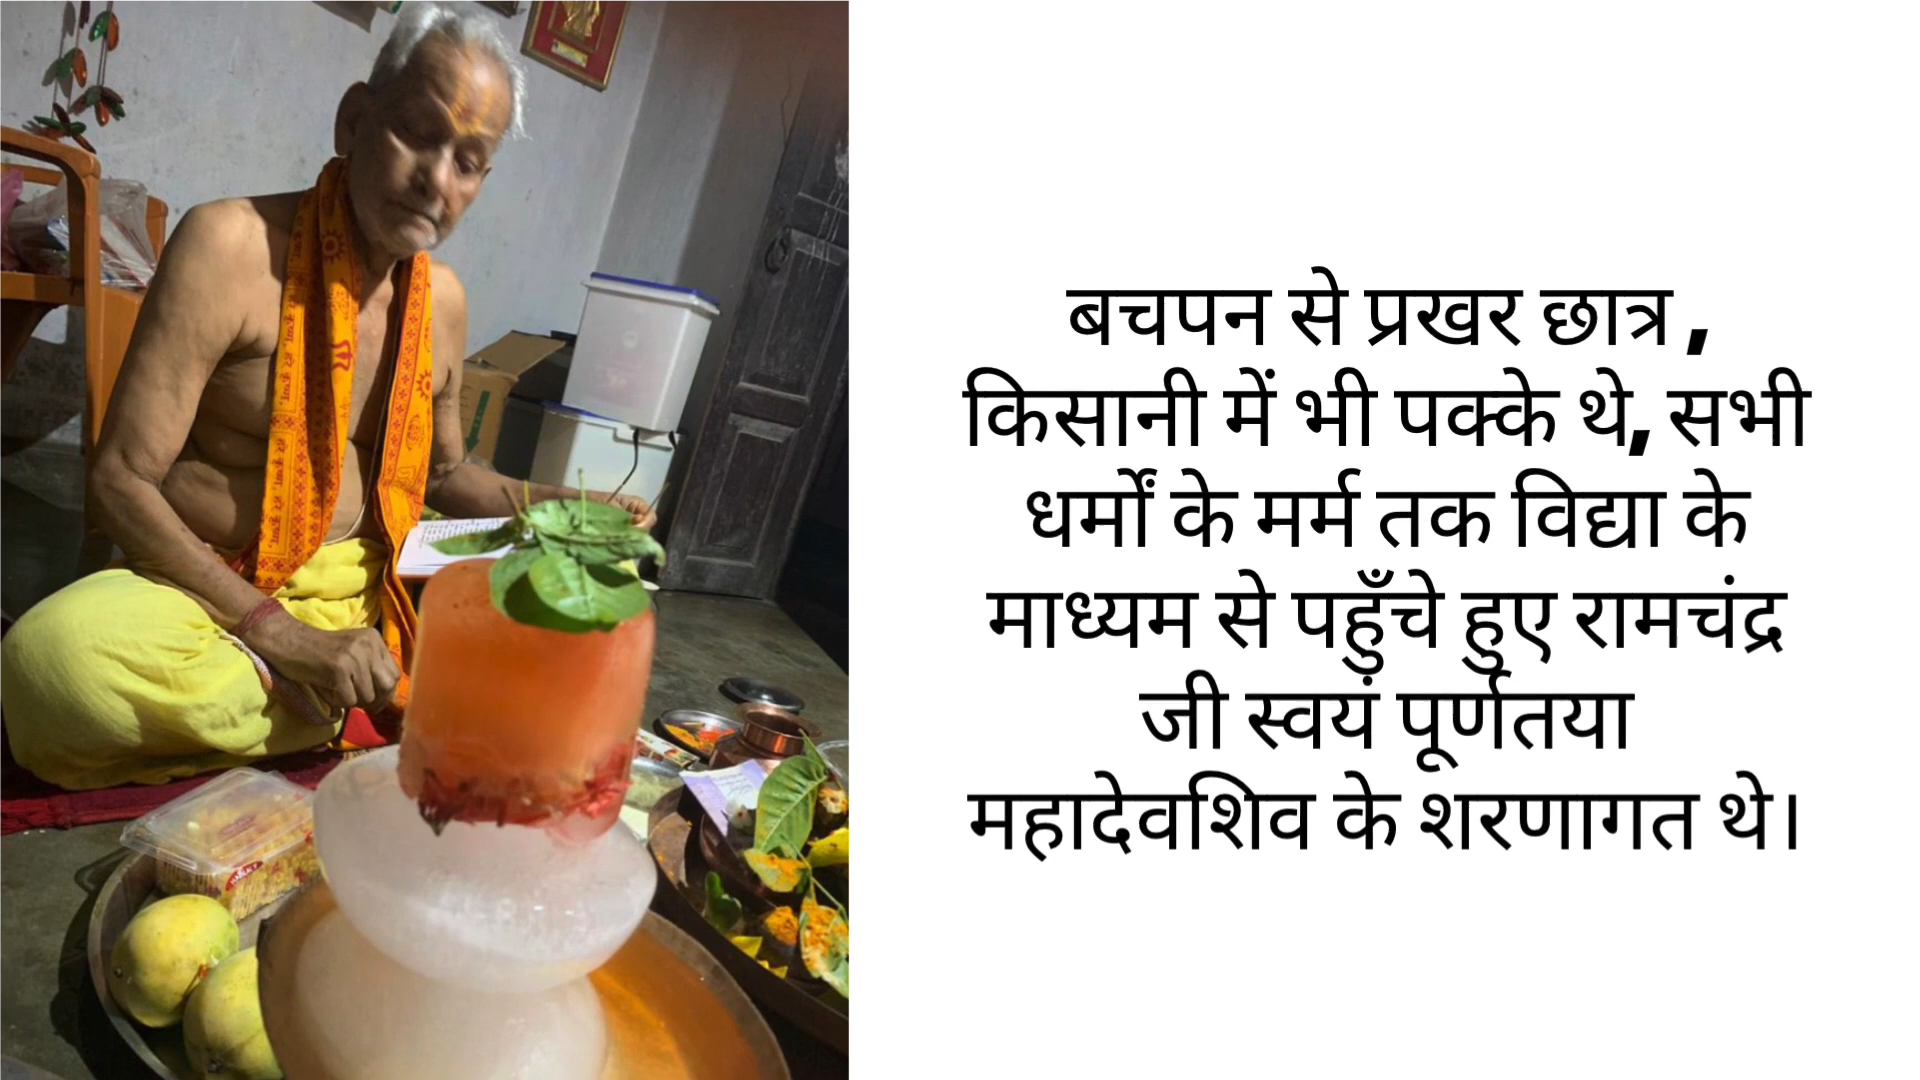 बचपन से प्रखर छात्र ,
किसानी में भी पक्के थे, सभी
धर्मों के मर्म तक विद्या के
माध्यम से पहुँचे हुए रामचंद्र
जी स्वयं पूर्णतया
महादेवशिव के शरणागत थे।